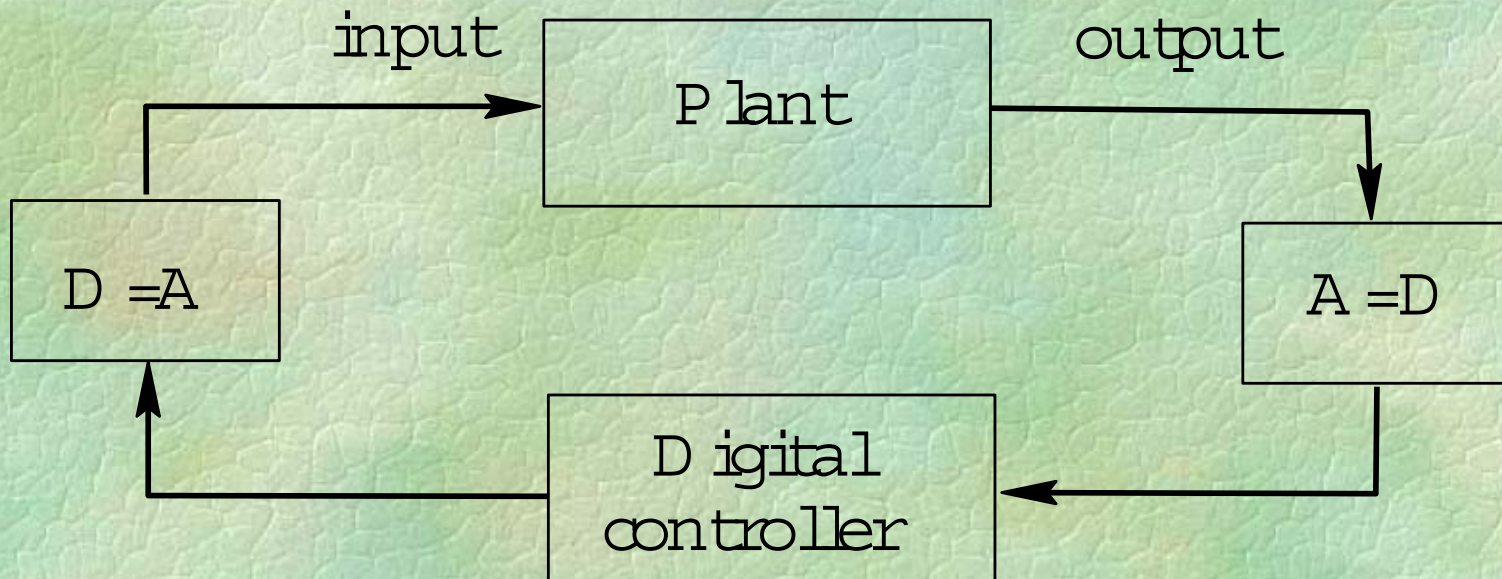 input
Plant
output
D =A
A =D
Digital
controller